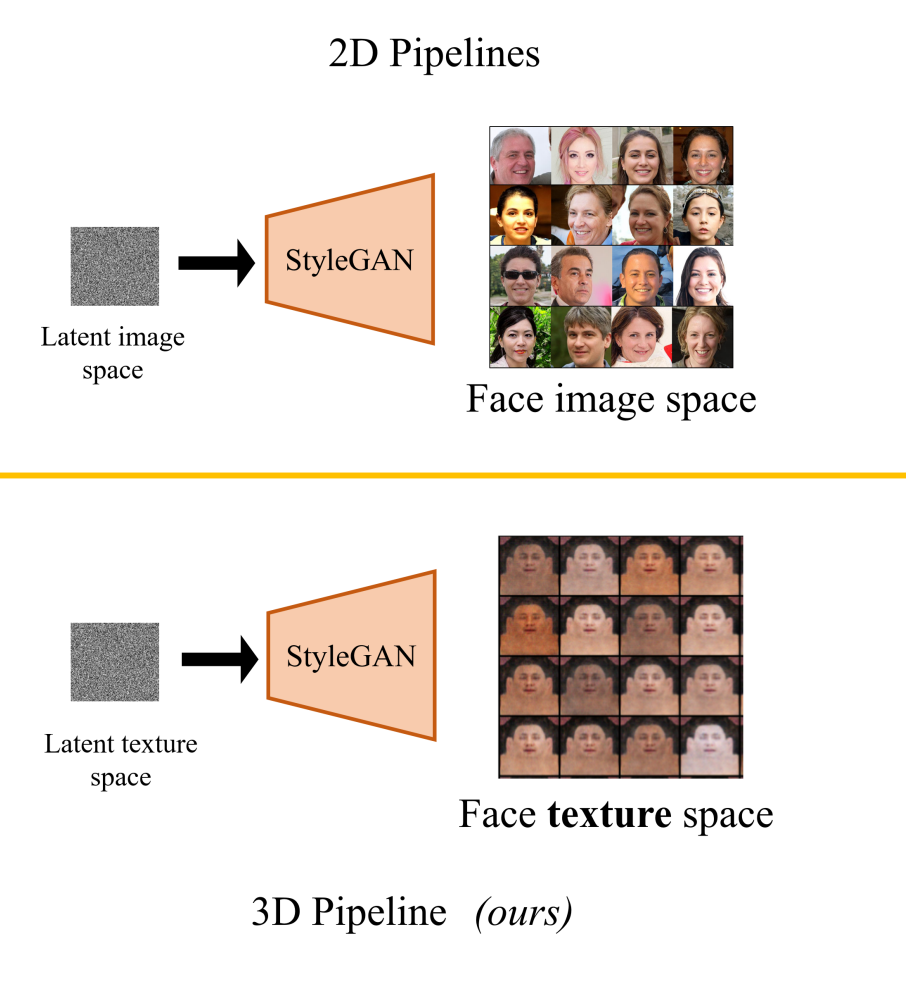 2D Pipelines
StyleGAN
Latent image
space
Face image space
StyleGAN
Latent texture
space
Face texture space
3D Pipeline (ours)